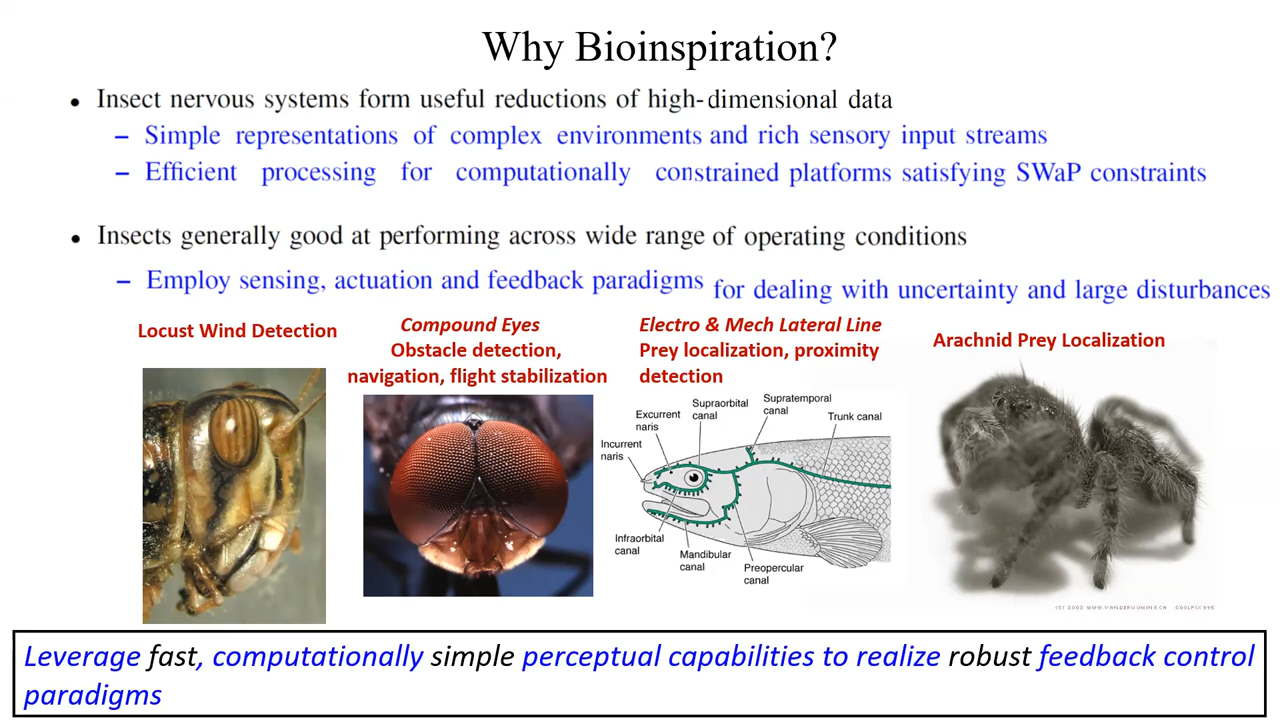 Why Bioinspiration?
• Insect nervous systems form useful reductions of high-dimensional data
– Simple representations of complex environments and rich sensory input streams
– Efficient processing for computationally constrained platforms satisfying SWaP constraints
• Insects generally good at performing across wide range of operating conditions
– Employ sensing, actuation and feedback paradigms for dealing with uncertainty and large disturbances
Locust Wind Detection
Compound Eyes
Obstacle detection,
navigation, flight stabilization
Electro & Mech Lateral Line
Prey localization, proximity
detection
Arachnid Prey Localization
Supraorbital
canal
Supratemporal
canal
Excurrent
naris
Trunk canal
Incurrent
naris
Infraorbital
canal
Mandibular
canal
Preopercular
canal
Leverage fast, computationally simple perceptual capabilities to realize robust feedback control
paradigms